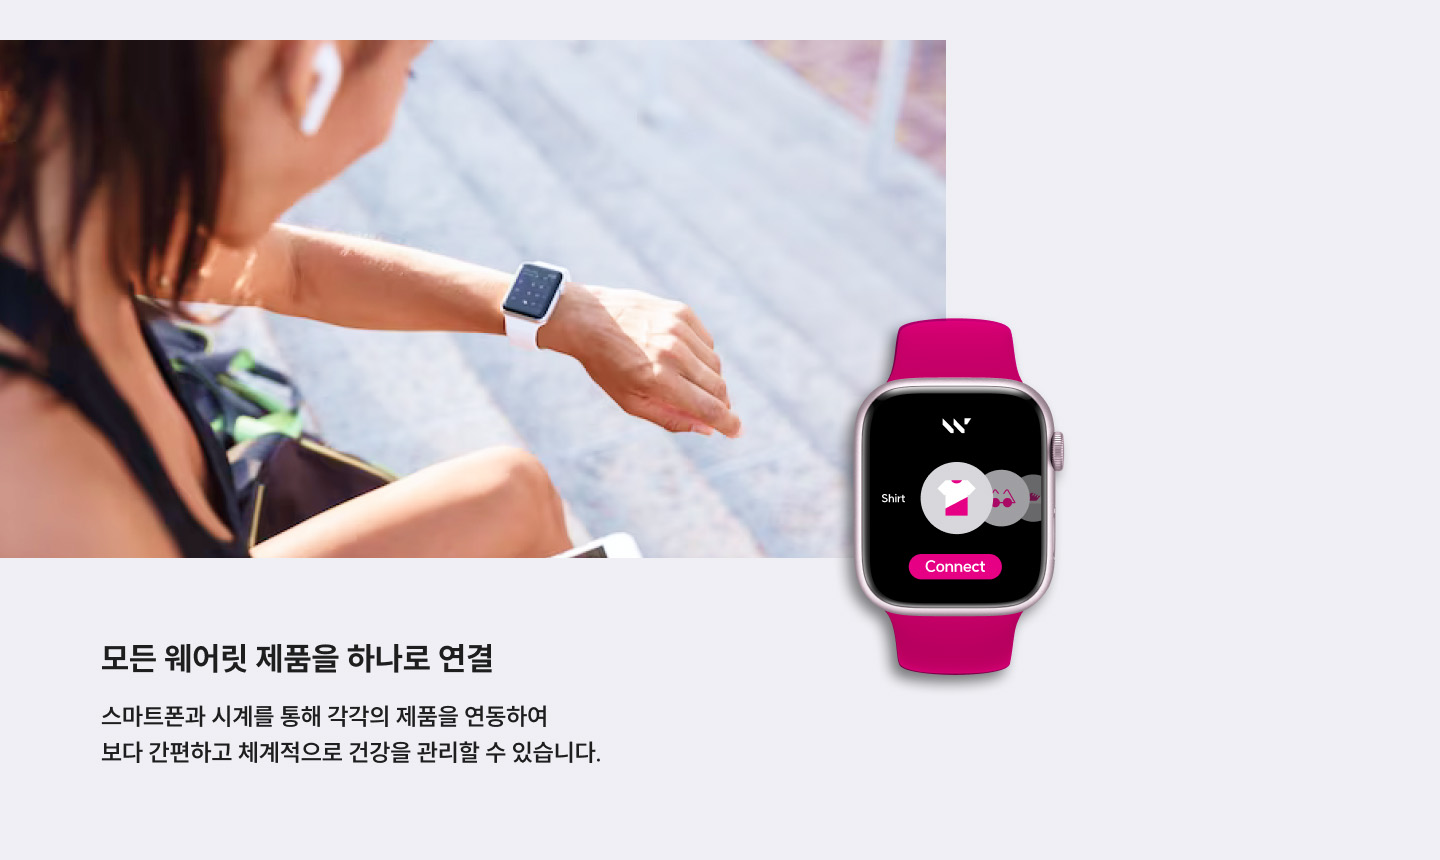 Shirt
Connect
모든 웨어릿 제품을 하나로 연결
스마트폰과 시계를 통해 각각의 제품을 연동하여
보다 간편하고 체계적으로 건강을 관리할 수 있습니다.